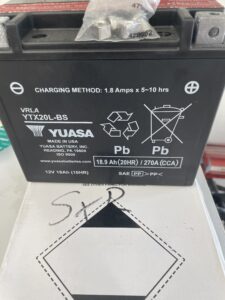 CHARGING METHOD: 1.8 Amps x 5~10 hrs
VRLA
YTX20L-BS
YUASA
MADE IN USA
YUASA BATTERY, INC.
READING, PA 19605
ISO 9001
Pb Pb
18.9 Ah(20HR) / 270A (CCA)
12V 18Ah (10HR)
SAE >PP<